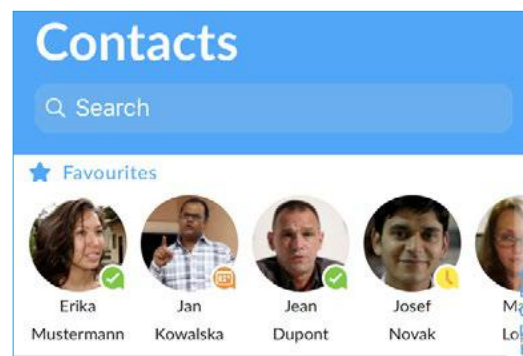 Contacts
Search
Favourites
Erika Jan Jean Josef
Mustermann Kowalska Dupont Novak